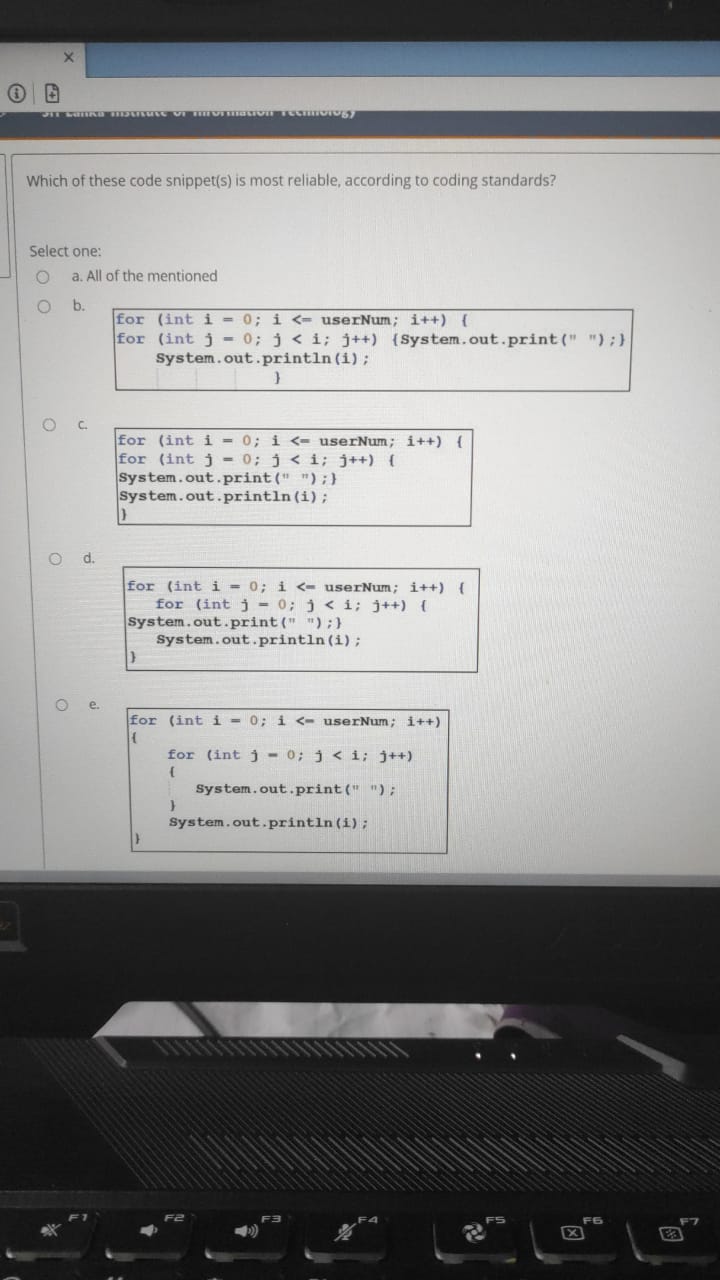 Sri Lanka Institute of Information Technology
Which of these code snippet(s) is most reliable, according to coding standards?
Select one:
a. All of the mentioned
b.
for (int i = 0; i <= userNum; i++) {
for (int j = 0; j < i; j++) {System.out.print(" ");}
System.out.println(i);
}
c.
for (int i = 0; i <= userNum; i++) {
for (int j = 0; j < i; j++) {
System.out.print(" ");}
System.out.println(i);
}
d.
for (int i = 0; i <= userNum; i++) {
for (int j = 0; j < i; j++) {
System.out.print(" ");}
System.out.println(i);
}
e.
for (int i = 0; i <= userNum; i++)
{
for (int j = 0; j < i; j++)
{
System.out.print(" ");
}
System.out.println(i);
}
F1 F2 F3 F4 F5 F6 F7